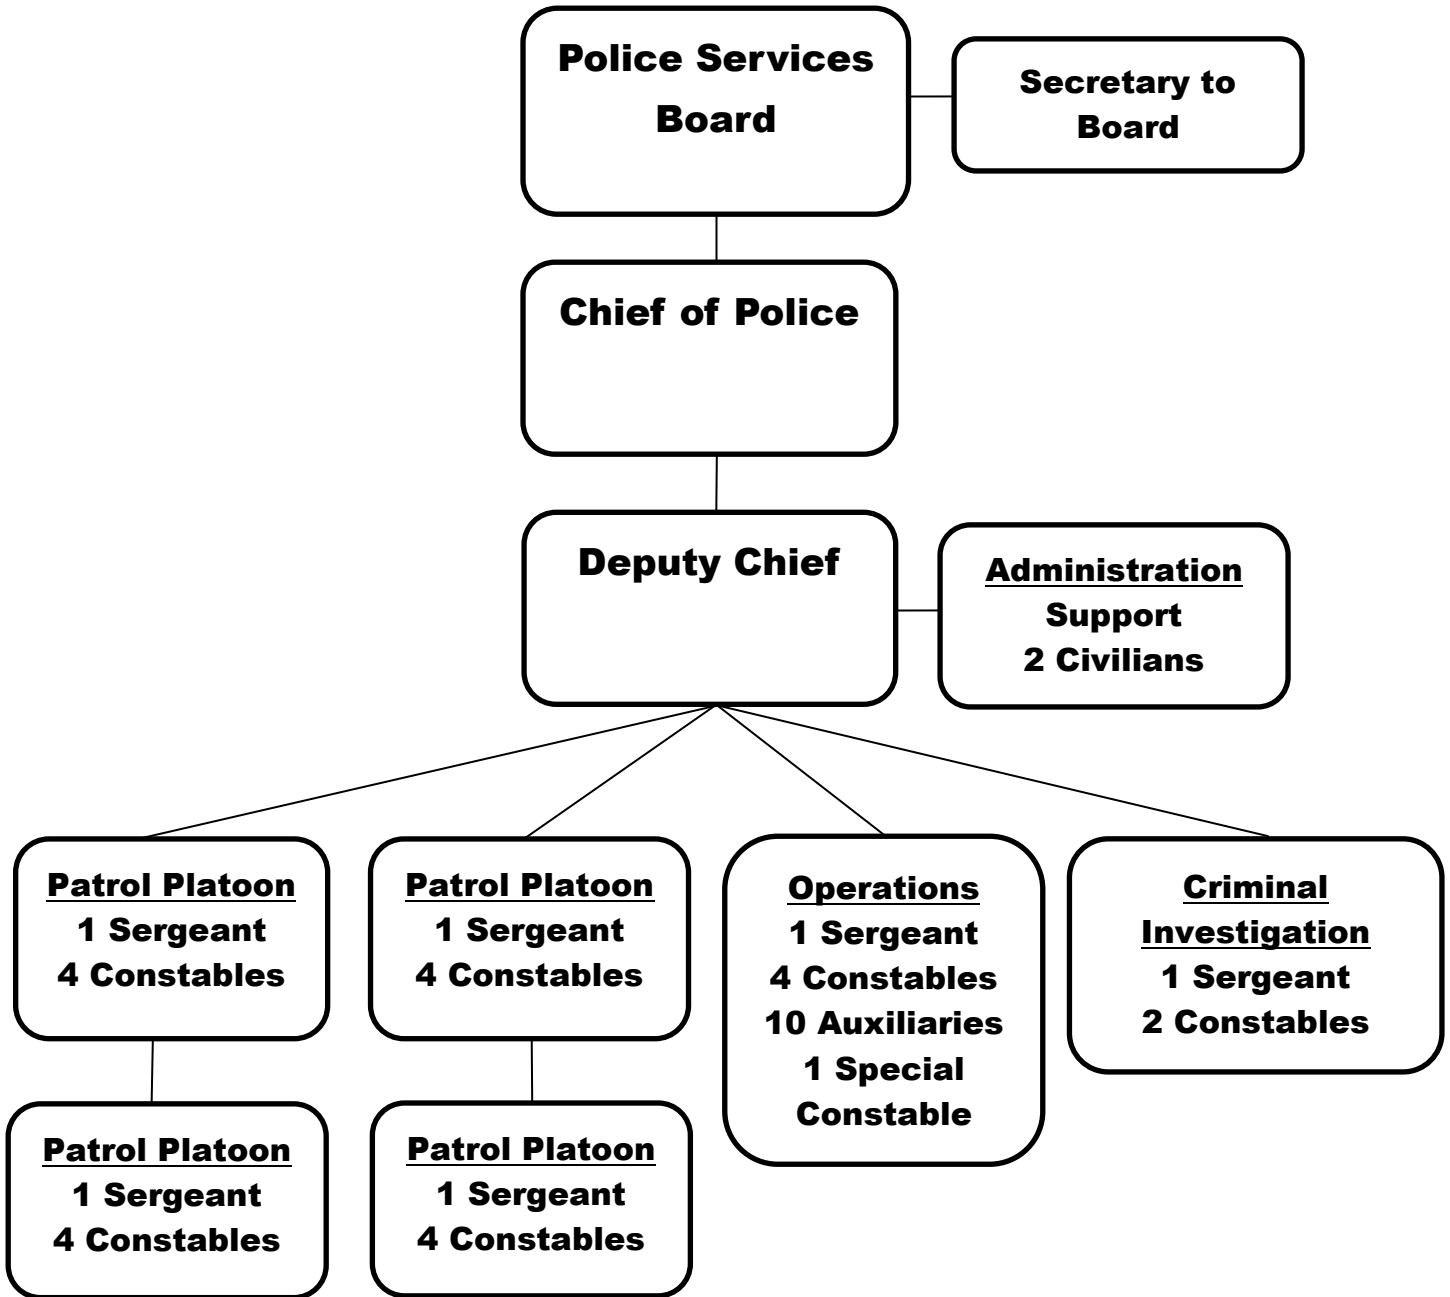 Police Services
Board
Secretary to
Board
Chief of Police
Deputy Chief
Administration
Support
2 Civilians
Patrol Platoon
1 Sergeant
4 Constables
Patrol Platoon
1 Sergeant
4 Constables
Operations
1 Sergeant
4 Constables
10 Auxiliaries
1 Special
Constable
Criminal
Investigation
1 Sergeant
2 Constables
Patrol Platoon
1 Sergeant
4 Constables
Patrol Platoon
1 Sergeant
4 Constables